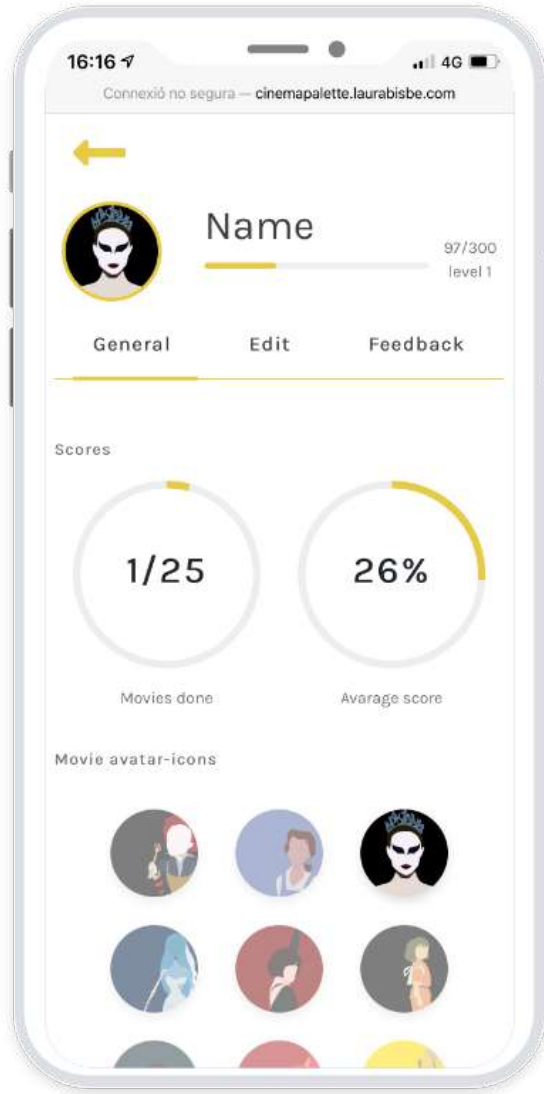 16:16 4G
Connexió no segura — cinemapalette.laurabisbe.com
Name
97/300
level 1
General Edit Feedback
Scores
1/25 26%
Movies done Avarage score
Movie avatar-icons